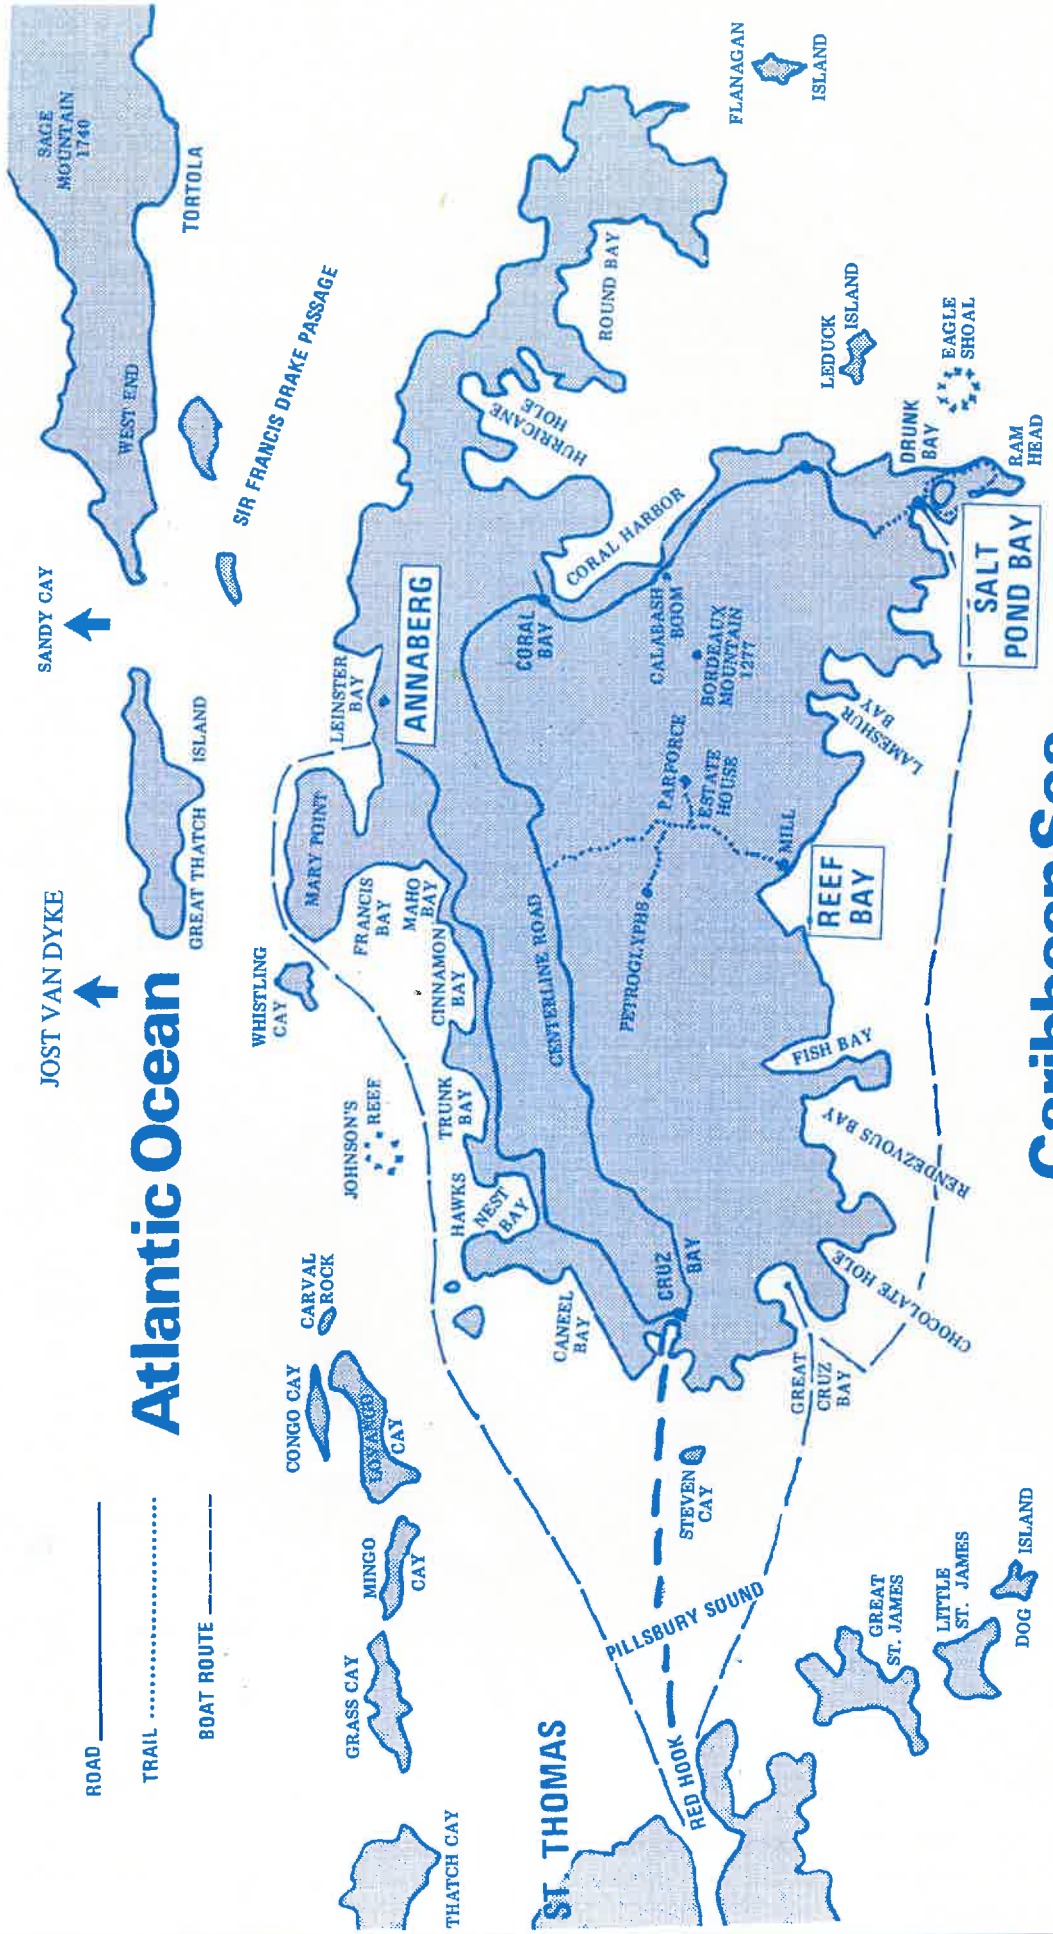 ROAD
TRAIL
BOAT ROUTE
JOST VAN DYKE
SANDY CAY
SAGE
MOUNTAIN
1740
WEST END
TORTOLA
Atlantic Ocean
GREAT THATCH ISLAND
SIR FRANCIS DRAKE PASSAGE
THATCH CAY
GRASS CAY
MINGO
CAY
CONGO CAY
LOVANGO
CAY
CARVAL
ROCK
JOHNSON'S
REEF
WHISTLING
CAY
MARY POINT
LEINSTER
BAY
ANNABERG
FRANCIS
BAY
MAHO
BAY
CINNAMON
BAY
TRUNK
BAY
HAWKS
NEST
BAY
CANEEL
BAY
CRUZ
BAY
CENTERLINE ROAD
CORAL
BAY
HURRICANE
HOLE
ROUND BAY
CORAL HARBOR
FLANAGAN
ISLAND
ST. THOMAS
RED HOOK
PILLSBURY SOUND
STEVEN
CAY
GREAT
CRUZ
BAY
CHOCOLATE HOLE
RENDEZVOUS BAY
FISH BAY
PETROGLYPHS
PARFORCE
ESTATE
HOUSE
MILL
REEF
BAY
CALABASH
BOOM
BORDEAUX
MOUNTAIN
1277
LAMESHUR
BAY
SALT
POND BAY
DRUNK
BAY
RAM
HEAD
EAGLE
SHOAL
LEDUCK
ISLAND
GREAT
ST. JAMES
LITTLE
ST. JAMES
DOG ISLAND
Caribbean Sea